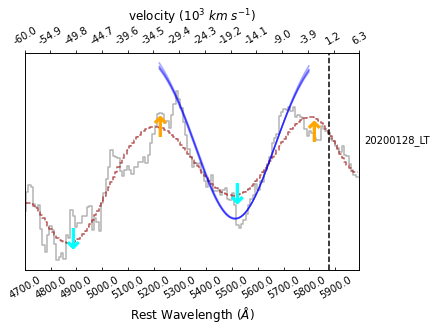 velocity (10³ km s⁻¹)
-60.0 -54.9 -49.8 -44.7 -39.6 -34.5 -29.4 -24.3 -19.2 -14.1 -9.0 -3.9 1.2 6.3
20200128_LT
4700.0 4800.0 4900.0 5000.0 5100.0 5200.0 5300.0 5400.0 5500.0 5600.0 5700.0 5800.0 5900.0
Rest Wavelength (Å)